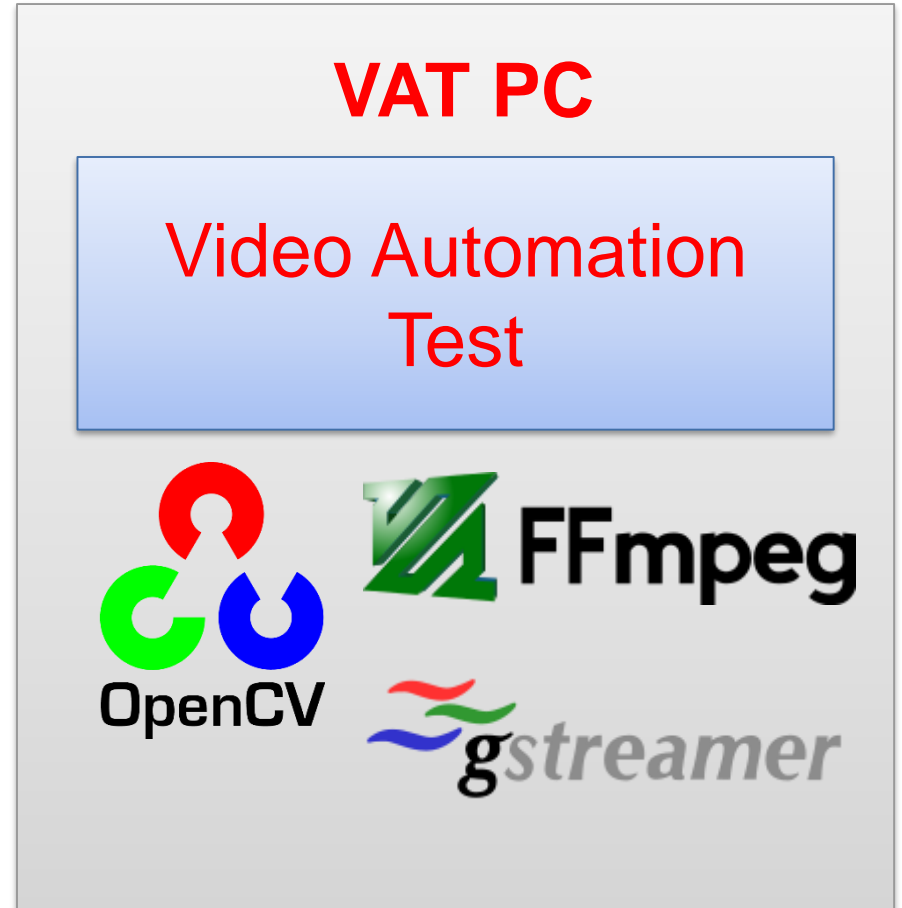 VAT PC
Video Automation
Test
FFmpeg
OpenCV
gstreamer